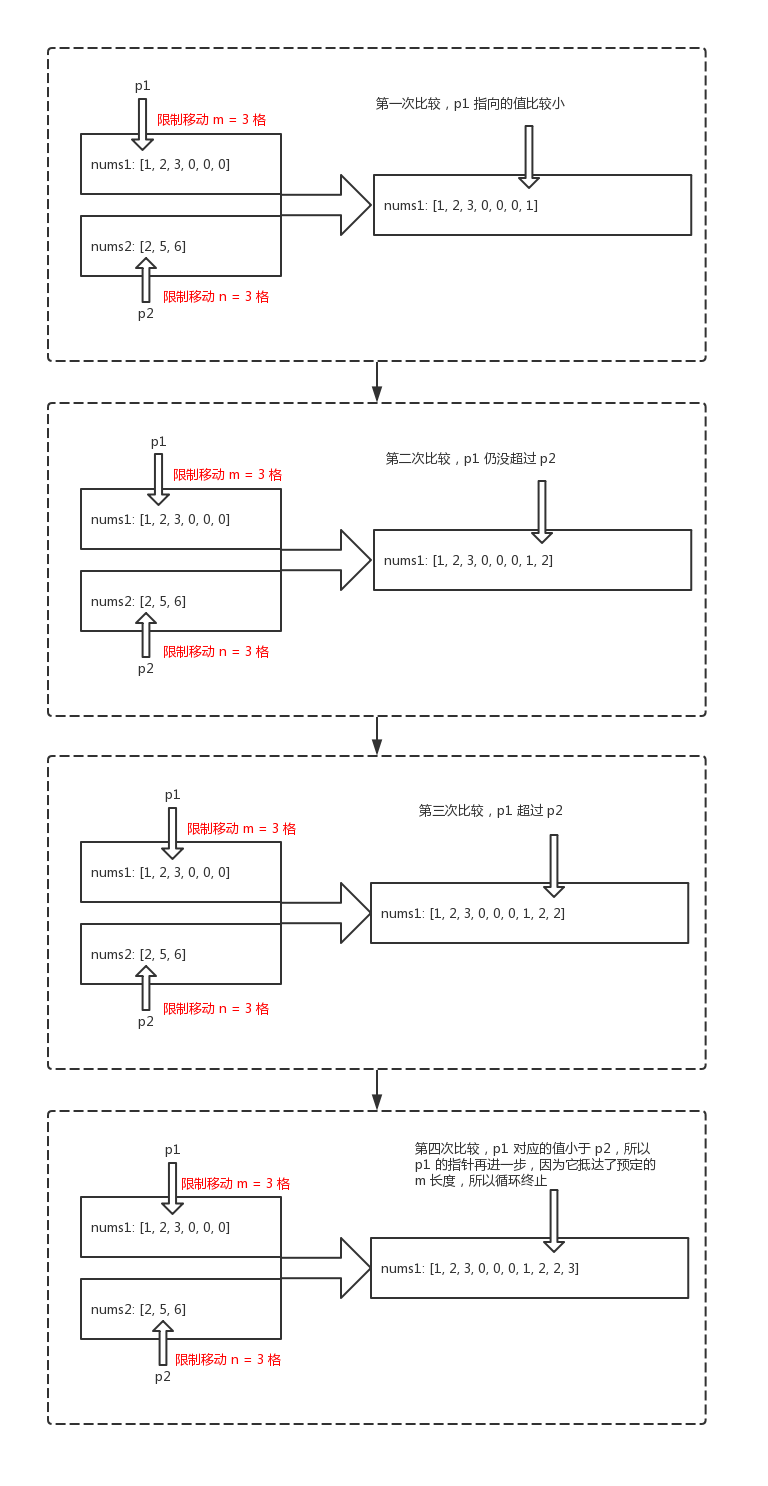 p1
限制移动 m = 3 格
nums1: [1, 2, 3, 0, 0, 0]
nums2: [2, 5, 6]
限制移动 n = 3 格
p2
第一次比较，p1 指向的值比较小
nums1: [1, 2, 3, 0, 0, 0, 1]
p1
限制移动 m = 3 格
nums1: [1, 2, 3, 0, 0, 0]
nums2: [2, 5, 6]
限制移动 n = 3 格
p2
第二次比较，p1 仍没超过 p2
nums1: [1, 2, 3, 0, 0, 0, 1, 2]
p1
限制移动 m = 3 格
nums1: [1, 2, 3, 0, 0, 0]
nums2: [2, 5, 6]
限制移动 n = 3 格
p2
第三次比较，p1 超过 p2
nums1: [1, 2, 3, 0, 0, 0, 1, 2, 2]
p1
限制移动 m = 3 格
nums1: [1, 2, 3, 0, 0, 0]
nums2: [2, 5, 6]
限制移动 n = 3 格
p2
第四次比较，p1 对应的值小于 p2，所以
p1 的指针再进一步，因为它抵达了预定的
m 长度，所以循环终止
nums1: [1, 2, 3, 0, 0, 0, 1, 2, 2, 3]